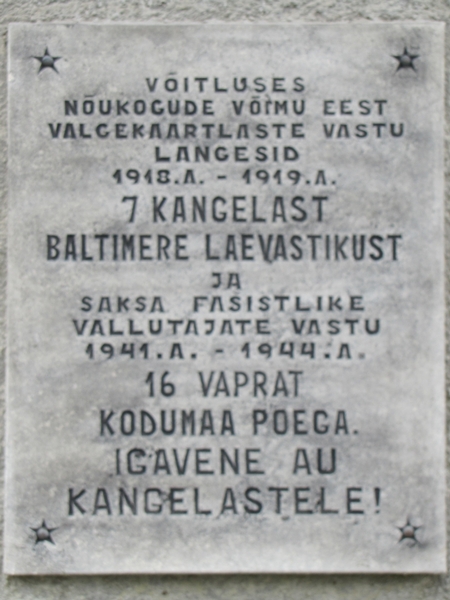 VÕITLUSES
NÕUKOGUDE VÕIMU EEST
VALGEKAARTLASTE VASTU
LANGESID
1918.A. - 1919.A.
7 KANGELAST
BALTIMERE LAEVASTIKUST
JA
SAKSA FAŠISTLIKE
VALLUTAJATE VASTU
1941.A. - 1944.A.
16 VAPRAT
KODUMAA POEGA.
IGAVENE AU
KANGELASTELE!